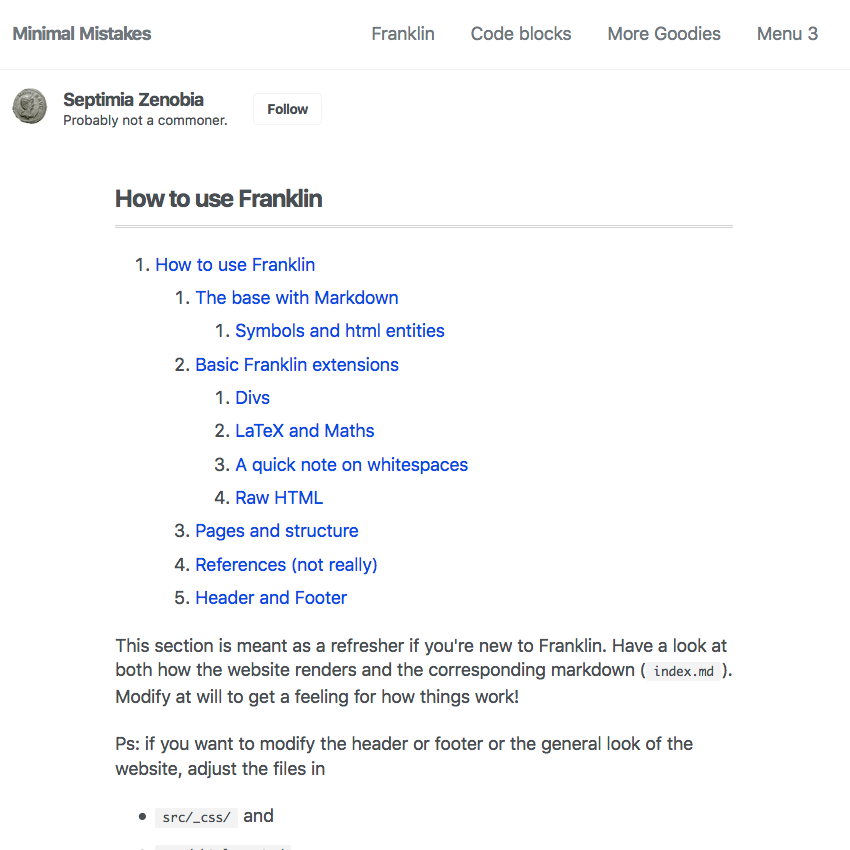 Minimal Mistakes Franklin Code blocks More Goodies Menu 3
Septimia Zenobia
Probably not a commoner.
Follow
How to use Franklin
1. How to use Franklin
1. The base with Markdown
1. Symbols and html entities
2. Basic Franklin extensions
1. Divs
2. LaTeX and Maths
3. A quick note on whitespaces
4. Raw HTML
3. Pages and structure
4. References (not really)
5. Header and Footer
This section is meant as a refresher if you're new to Franklin. Have a look at
both how the website renders and the corresponding markdown ( index.md ).
Modify at will to get a feeling for how things work!
Ps: if you want to modify the header or footer or the general look of the
website, adjust the files in
• src/_css/ and